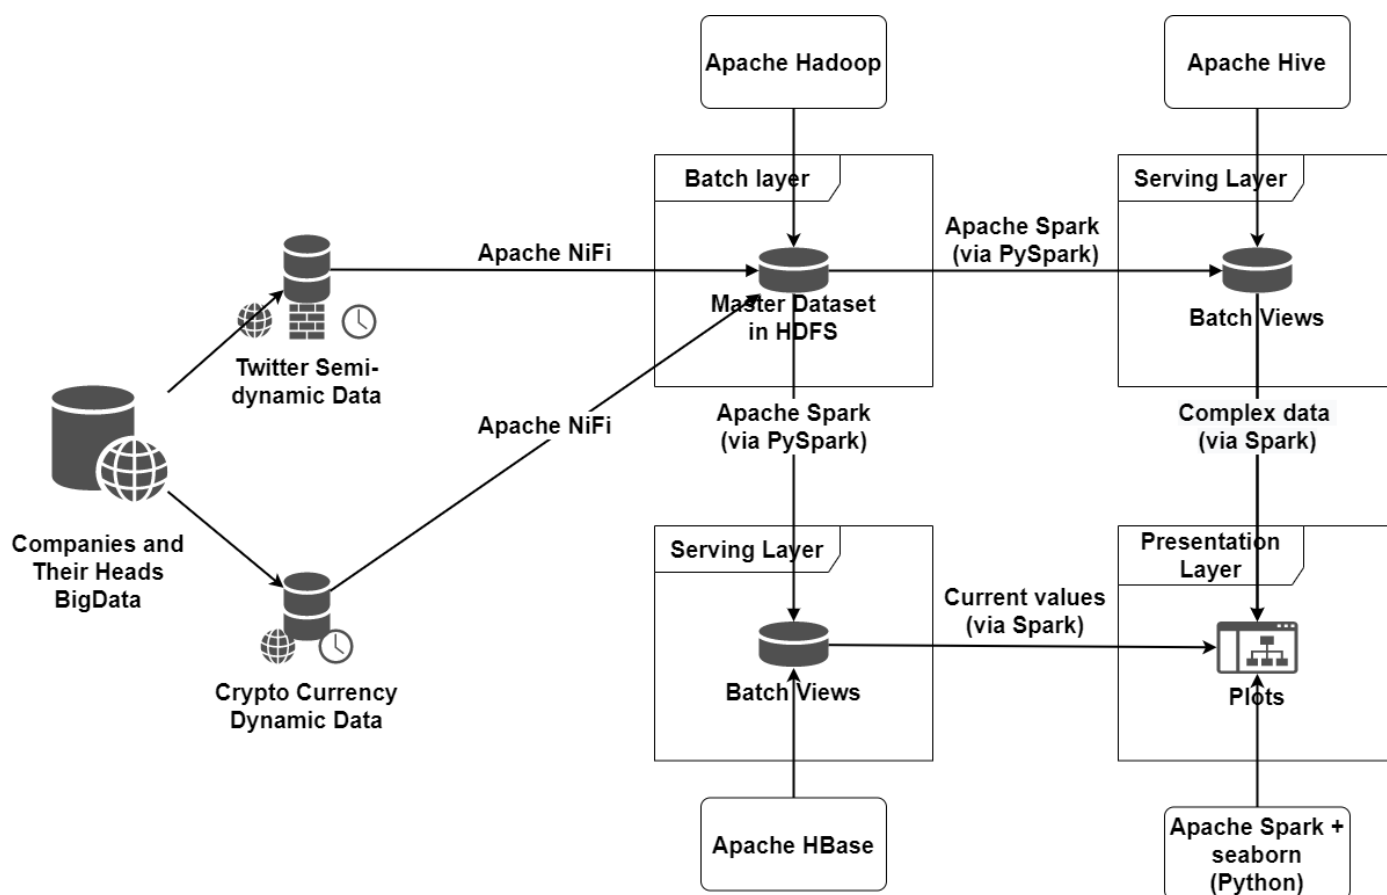 Apache Hadoop
Apache Hive
Batch layer
Serving Layer
Apache NiFi
Apache Spark
(via PySpark)
Master Dataset
in HDFS
Batch Views
Twitter Semi-
dynamic Data
Apache NiFi
Apache Spark
(via PySpark)
Complex data
(via Spark)
Companies and
Their Heads
BigData
Serving Layer
Presentation
Layer
Current values
(via Spark)
Crypto Currency
Dynamic Data
Batch Views
Plots
Apache HBase
Apache Spark +
seaborn
(Python)